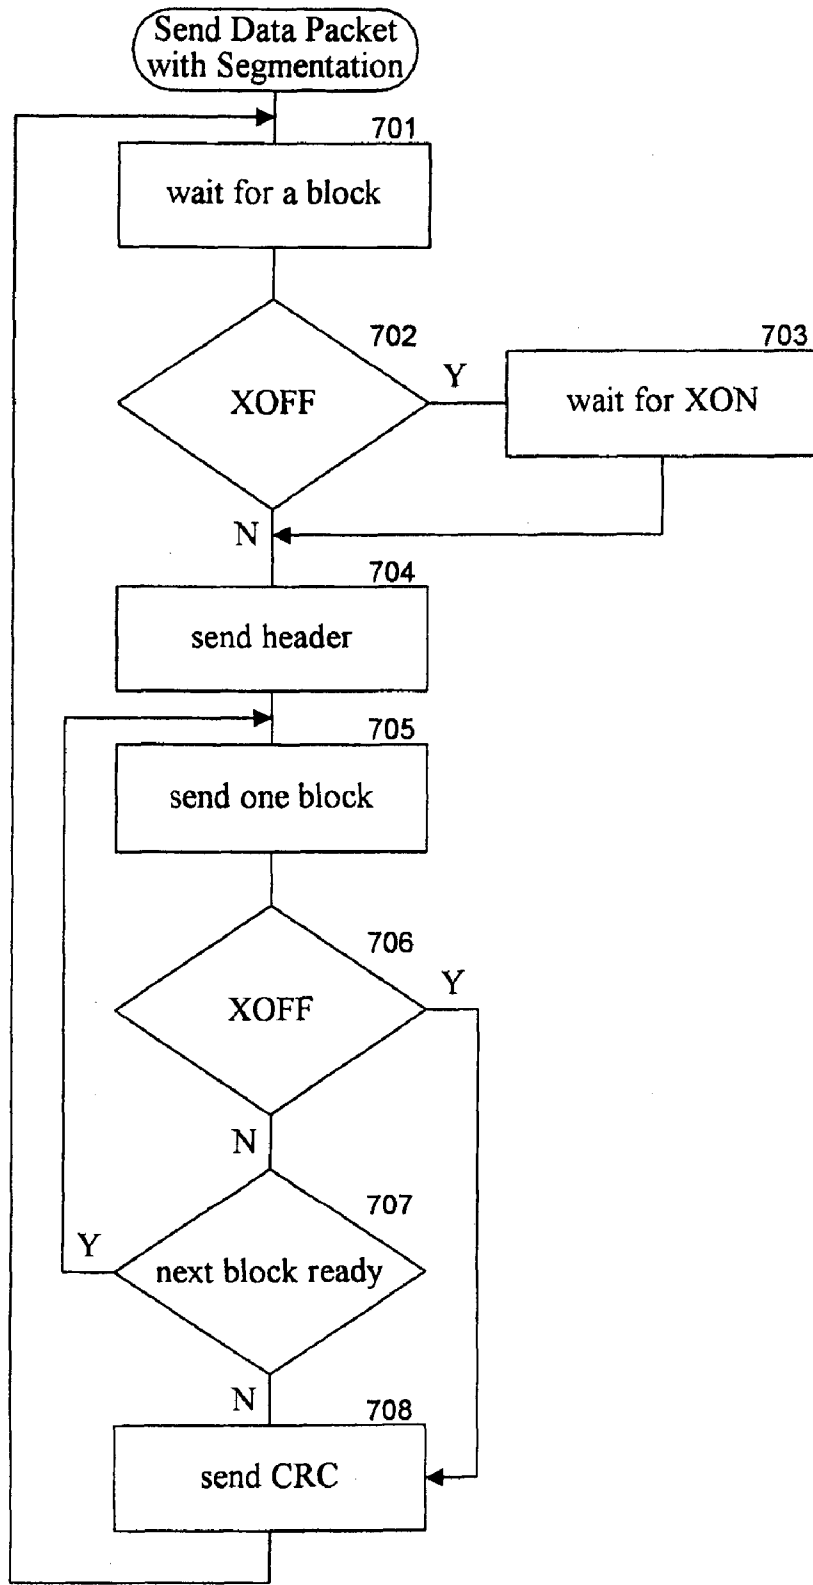 Send Data Packet
with Segmentation
701
wait for a block
702
XOFF
Y
703
wait for XON
N
704
send header
705
send one block
706
XOFF
Y
N
707
Y
next block ready
N
708
send CRC